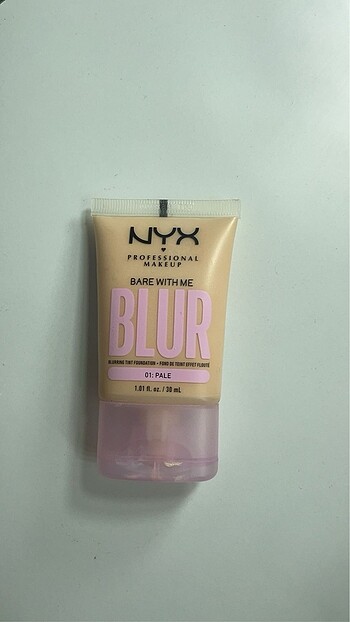 NYX
PROFESSIONAL
MAKEUP
BARE WITH ME
BLUR
BLURRING TINT FOUNDATION • FOND DE TEINT EFFET FLOUTÉ
01: PALE
1.01 fl. oz. / 30 mL